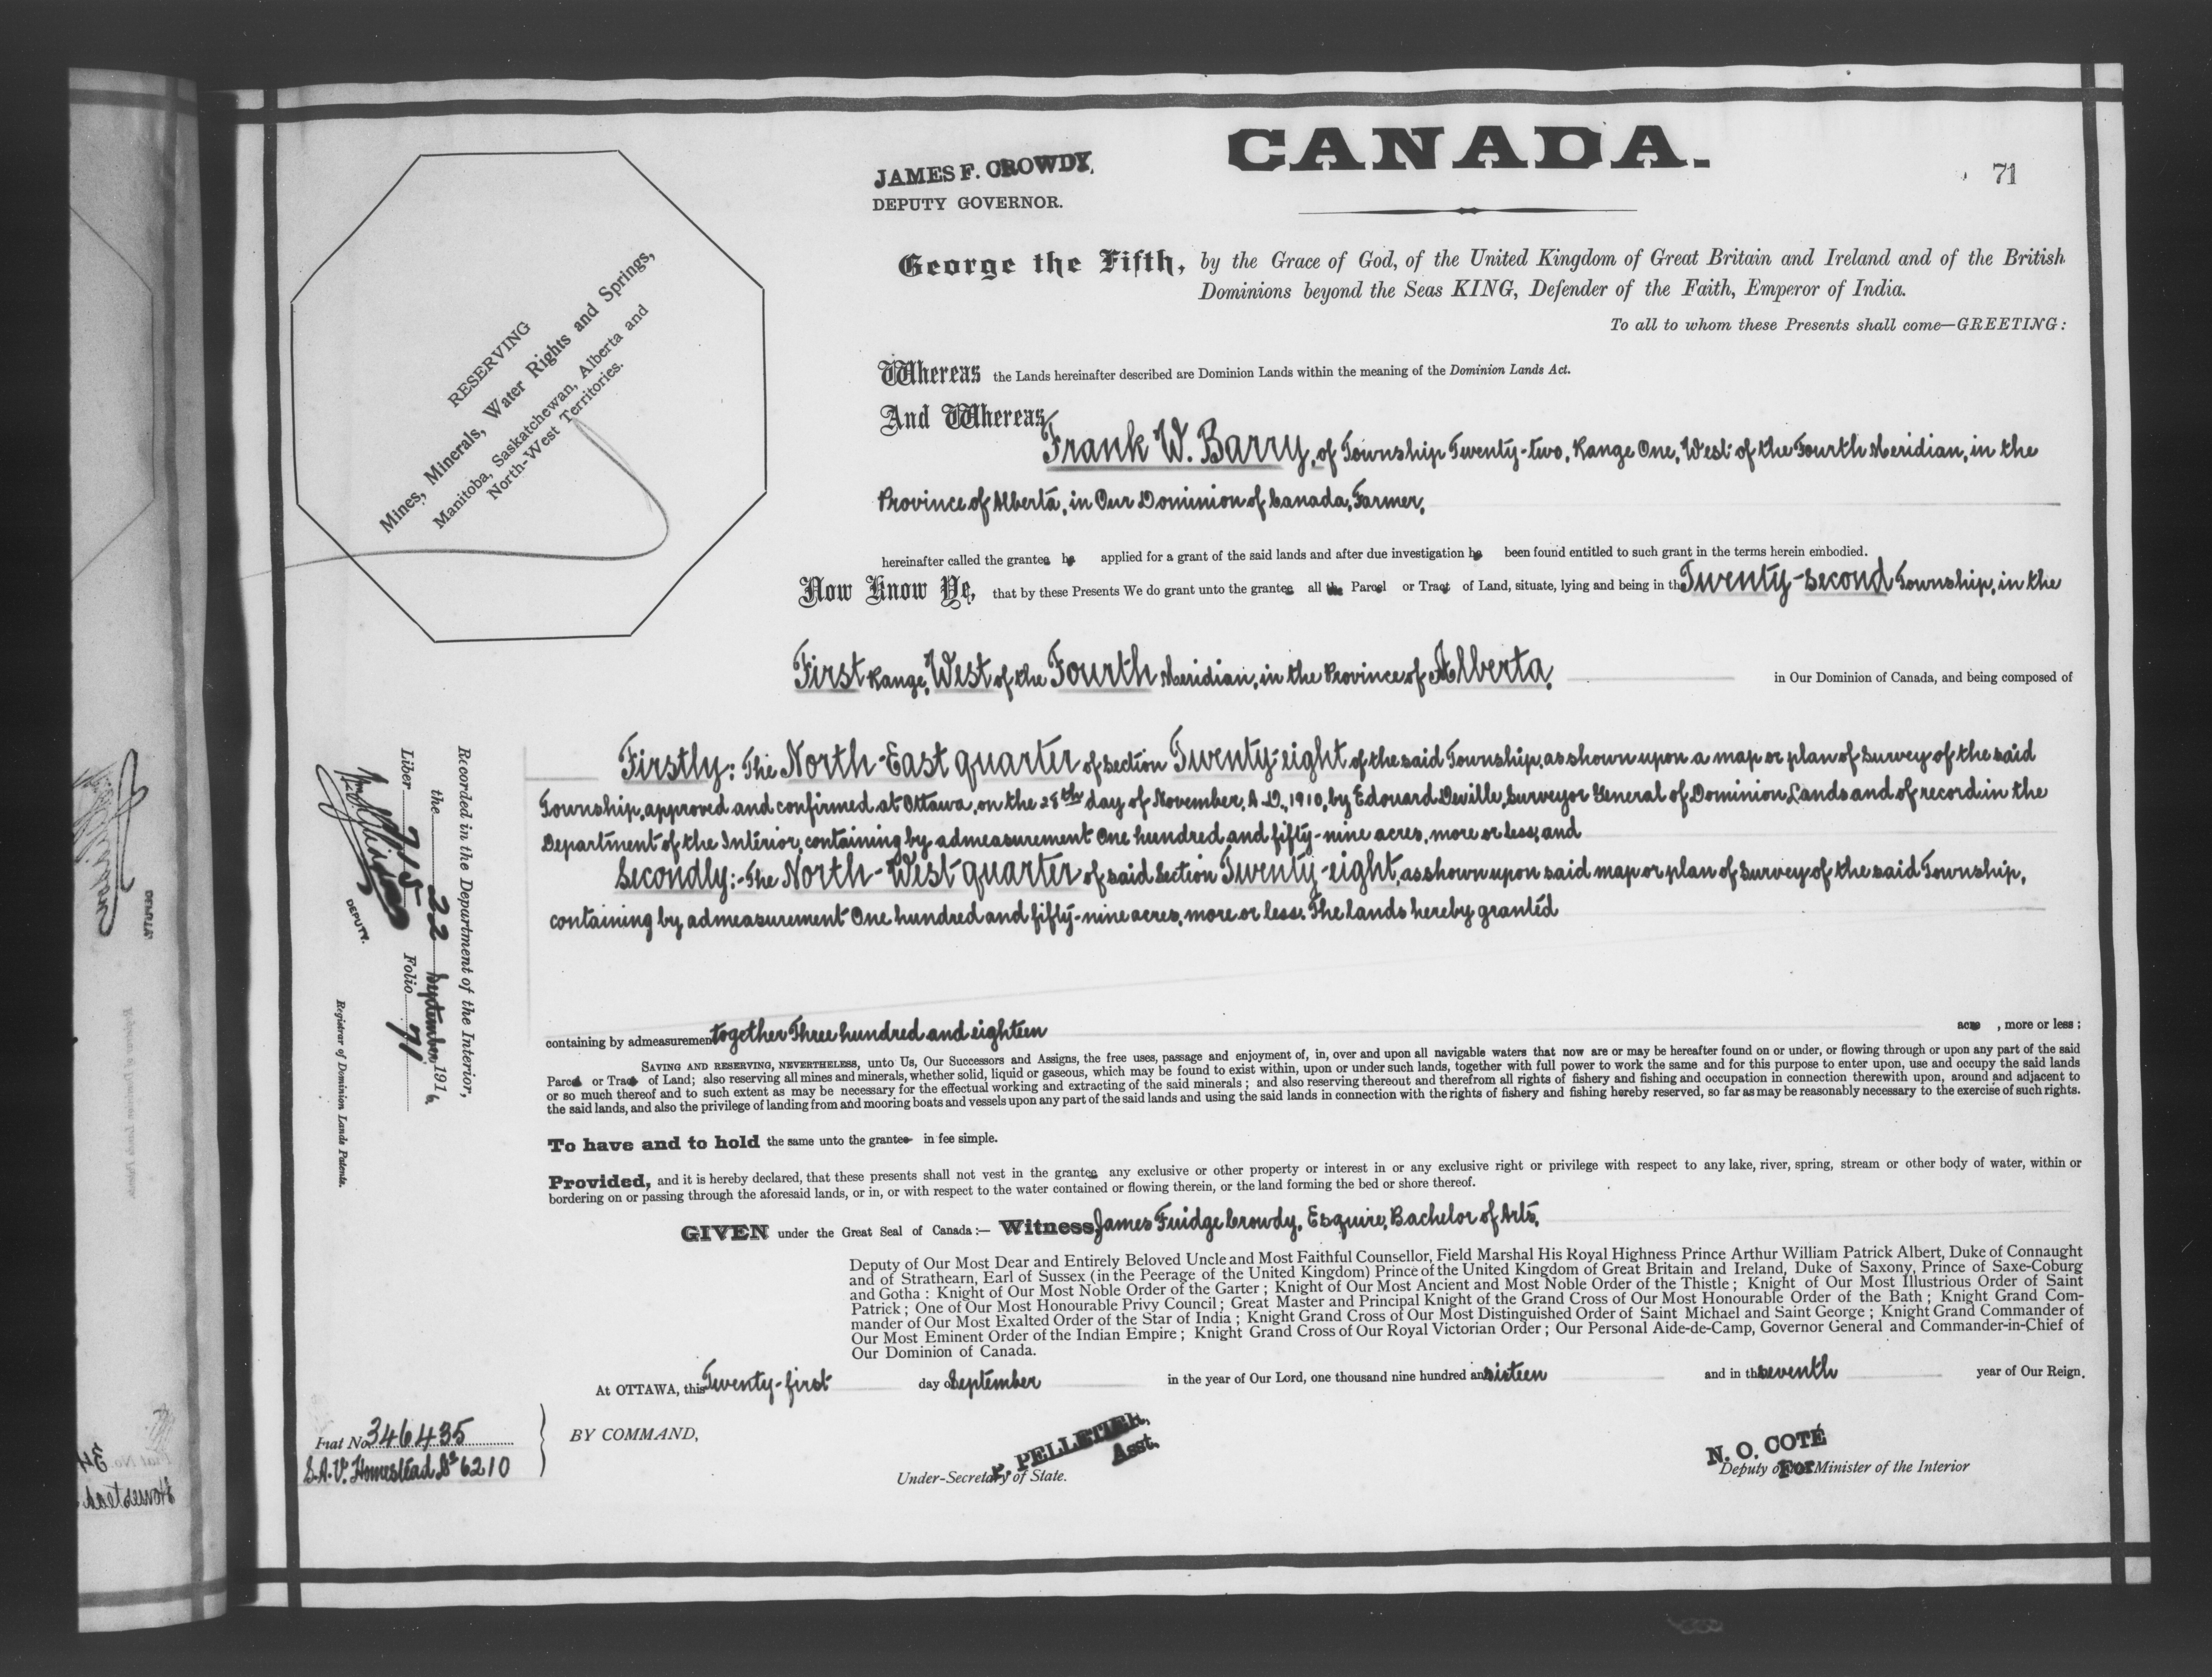 CANADA.
71
JAMES F. CROWDY,
DEPUTY GOVERNOR.
RESERVING
Mines, Minerals, Water Rights and Springs,
Manitoba, Saskatchewan, Alberta and
North-West Territories.
George the Fifth, by the Grace of God, of the United Kingdom of Great Britain and Ireland and of the British
Dominions beyond the Seas KING, Defender of the Faith, Emperor of India.
To all to whom these Presents shall come—GREETING:
Whereas the Lands hereinafter described are Dominion Lands within the meaning of the Dominion Lands Act.
And Whereas Frank W. Barry, of Township Twenty-two, Range One, West of the Fourth Meridian, in the
Province of Alberta, in Our Dominion of Canada, Farmer,
hereinafter called the grantee ha applied for a grant of the said lands and after due investigation ha been found entitled to such grant in the terms herein embodied.
Now Know Ye, that by these Presents We do grant unto the grantee all Parcel or Tract of Land, situate, lying and being in the Twenty-second Township, in the
First Range, West of the Fourth Meridian, in the Province of Alberta, in Our Dominion of Canada, and being composed of
Firstly: The North-East quarter of Section Twenty-eight of the said Township, as shown upon a map or plan of survey of the said
Township, approved and confirmed at Ottawa, on the 28th day of November, A.D. 1910, by Edouard Deville, Surveyor General of Dominion Lands and of record in the
Department of the Interior, containing by admeasurement One hundred and fifty-nine acres, more or less; and
Secondly:- The North-West quarter of said Section Twenty-eight, as shown upon said map or plan of survey of the said Township,
containing by admeasurement One hundred and fifty-nine acres, more or less. The lands hereby granted
containing by admeasurement together Three hundred and eighteen acre , more or less ;
SAVING AND RESERVING, NEVERTHELESS, unto Us, Our Successors and Assigns, the free uses, passage and enjoyment of, in, over and upon all navigable waters that now are or may be hereafter found on or under, or flowing through or upon any part of the said
Parcel or Tract of Land; also reserving all mines and minerals, whether solid, liquid or gaseous, which may be found to exist within, upon or under such lands, together with full power to work the same and for this purpose to enter upon, use and occupy the said lands
or so much thereof and to such extent as may be necessary for the effectual working and extracting of the said minerals ; and also reserving thereout and therefrom all rights of fishery and fishing and occupation in connection therewith upon, around and adjacent to
the said lands, and also the privilege of landing from and mooring boats and vessels upon any part of the said lands and using the said lands in connection with the rights of fishery and fishing hereby reserved, so far as may be reasonably necessary to the exercise of such rights.
To have and to hold the same unto the grantee in fee simple.
Provided, and it is hereby declared, that these presents shall not vest in the grantee any exclusive or other property or interest in or any exclusive right or privilege with respect to any lake, river, spring, stream or other body of water, within or
bordering on or passing through the aforesaid lands, or in, or with respect to the water contained or flowing therein, or the land forming the bed or shore thereof.
GIVEN under the Great Seal of Canada :— Witness, James Fuidge Crowdy, Esquire, Bachelor of Arts,
Deputy of Our Most Dear and Entirely Beloved Uncle and Most Faithful Counsellor, Field Marshal His Royal Highness Prince Arthur William Patrick Albert, Duke of Connaught
and of Strathearn, Earl of Sussex (in the Peerage of the United Kingdom) Prince of the United Kingdom of Great Britain and Ireland, Duke of Saxony, Prince of Saxe-Coburg
and Gotha : Knight of Our Most Noble Order of the Garter ; Knight of Our Most Ancient and Most Noble Order of the Thistle ; Knight of Our Most Illustrious Order of Saint
Patrick ; One of Our Most Honourable Privy Council ; Great Master and Principal Knight of the Grand Cross of Our Most Honourable Order of the Bath ; Knight Grand Com-
mander of Our Most Exalted Order of the Star of India ; Knight Grand Cross of Our Most Distinguished Order of Saint Michael and Saint George ; Knight Grand Commander of
Our Most Eminent Order of the Indian Empire ; Knight Grand Cross of Our Royal Victorian Order ; Our Personal Aide-de-Camp, Governor General and Commander-in-Chief of
Our Dominion of Canada.
At OTTAWA, this Twenty-first day of September in the year of Our Lord, one thousand nine hundred and sixteen and in the seventh year of Our Reign.
BY COMMAND,
P. PELLETIER,
Asst.
Under-Secretary of State.
N. O. COTÉ
For
Deputy Minister of the Interior
Fiat No. 346435
S.A.V. Homestead Ds 6210
Recorded in the Department of the Interior,
the 22 September 1916,
Liber 715 Folio 71
DEPUTY.
Registrar of Dominion Lands Patents.